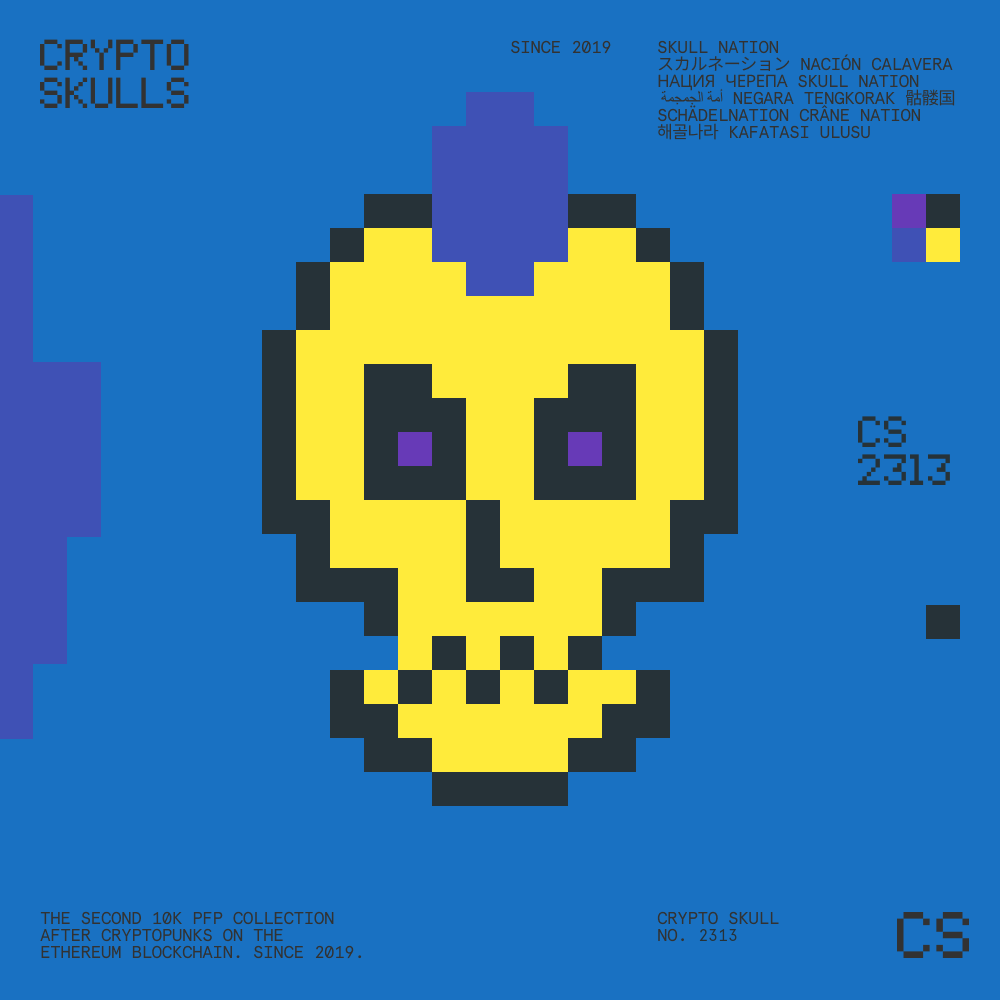 CRYPTO
SKULLS
SINCE 2019
SKULL NATION
スカルネーション NACIÓN CALAVERA
НАЦИЯ ЧЕРЕПА SKULL NATION
أمة الجمجمة NEGARA TENGKORAK 骷髅国
SCHÄDELNATION CRÂNE NATION
해골나라 KAFATASI ULUSU
CS
2313
THE SECOND 10K PFP COLLECTION
AFTER CRYPTOPUNKS ON THE
ETHEREUM BLOCKCHAIN. SINCE 2019.
CRYPTO SKULL
NO. 2313
CS